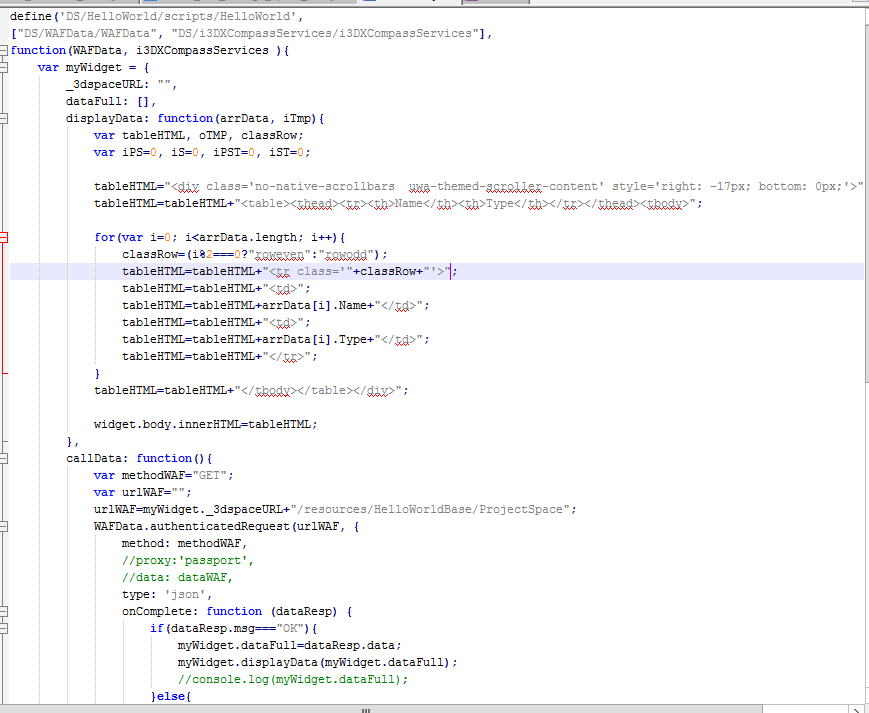 define('DS/HelloWorld/scripts/HelloWorld',
["DS/WAFData/WAFData", "DS/i3DXCompassServices/i3DXCompassServices"],
function(WAFData, i3DXCompassServices ){
    var myWidget = {
        _3dspaceURL: "",
        dataFull: [],
        displayData: function(arrData, iTmp){
            var tableHTML, oTMP, classRow;
            var iPS=0, iS=0, iPST=0, iST=0;
            tableHTML="<div class='no-native-scrollbars  uwa-themed-scroller-content' style='right: -17px; bottom: 0px;'>"
            tableHTML=tableHTML+"<table><thead><tr><th>Name</th><th>Type</th></tr></thead><tbody>";
            for(var i=0; i<arrData.length; i++){
                classRow=(i%2===0?"roweven":"rowodd");
                tableHTML=tableHTML+"<tr class='"+classRow+"'>";
                tableHTML=tableHTML+"<td>";
                tableHTML=tableHTML+arrData[i].Name+"</td>";
                tableHTML=tableHTML+"<td>";
                tableHTML=tableHTML+arrData[i].Type+"</td>";
                tableHTML=tableHTML+"</tr>";
            }
            tableHTML=tableHTML+"</tbody></table></div>";
            widget.body.innerHTML=tableHTML;
        },
        callData: function(){
            var methodWAF="GET";
            var urlWAF="";
            urlWAF=myWidget._3dspaceURL+"/resources/HelloWorldBase/ProjectSpace";
            WAFData.authenticatedRequest(urlWAF, {
                method: methodWAF,
                //proxy:'passport',
                //data: dataWAF,
                type: 'json',
                onComplete: function (dataResp) {
                    if(dataResp.msg==="OK"){
                        myWidget.dataFull=dataResp.data;
                        myWidget.displayData(myWidget.dataFull);
                        //console.log(myWidget.dataFull);
                    }else{